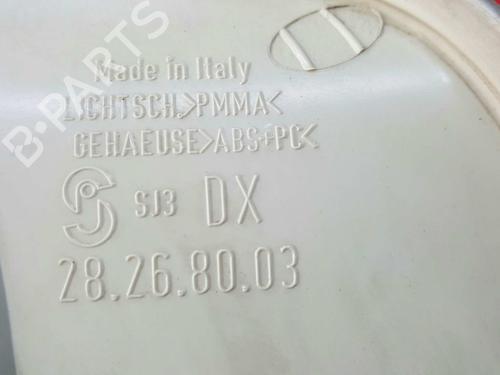 B-PARTS
Made in Italy
LICHTSCH.>PMMA<
GEHAEUSE>ABS+PC<
SJ3 DX
28.26.80.03